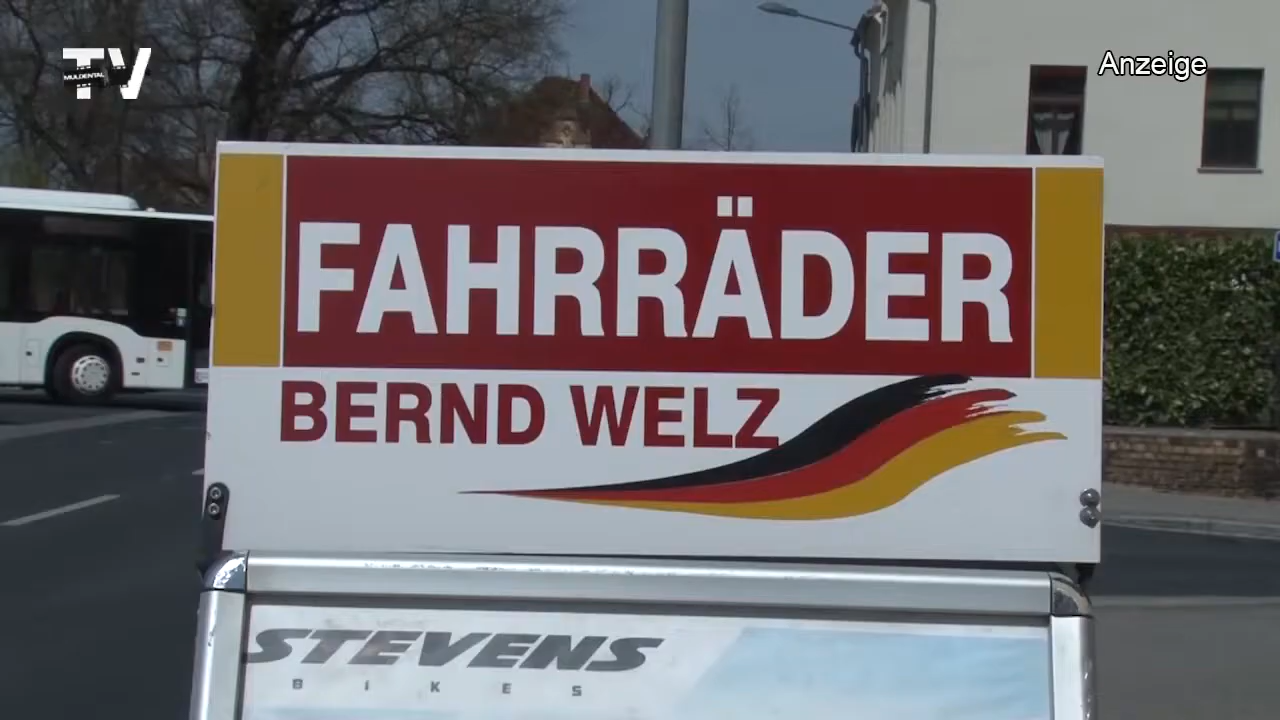 TV
MULDENTAL
Anzeige
FAHRRÄDER
BERND WELZ
STEVENS
BIKES